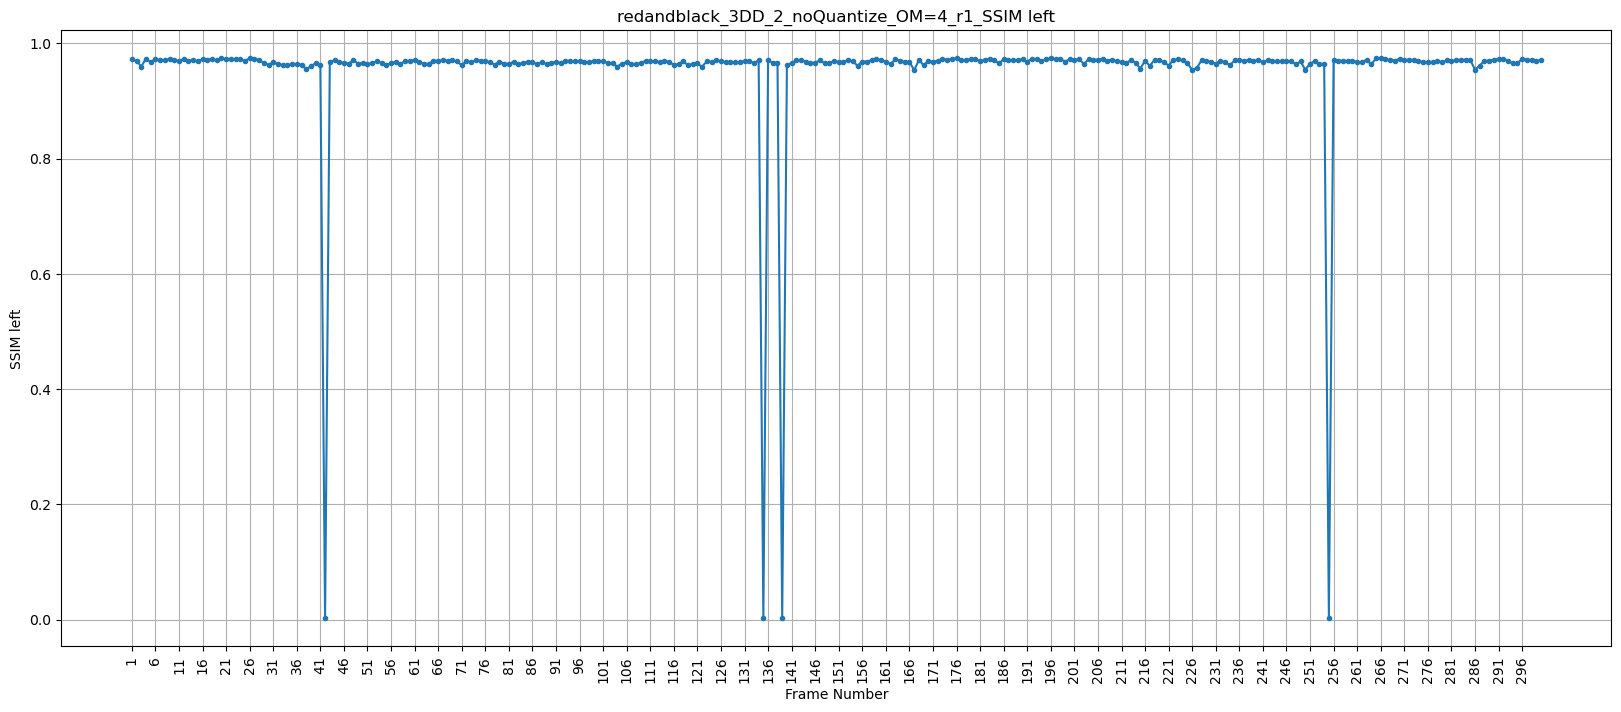 redandblack_3DD_2_noQuantize_OM=4_r1_SSIM left
1.0
0.8
0.6
0.4
0.2
0.0
SSIM left
1 6 11 16 21 26 31 36 41 46 51 56 61 66 71 76 81 86 91 96 101 106 111 116 121 126 131 136 141 146 151 156 161 166 171 176 181 186 191 196 201 206 211 216 221 226 231 236 241 246 251 256 261 266 271 276 281 286 291 296
Frame Number